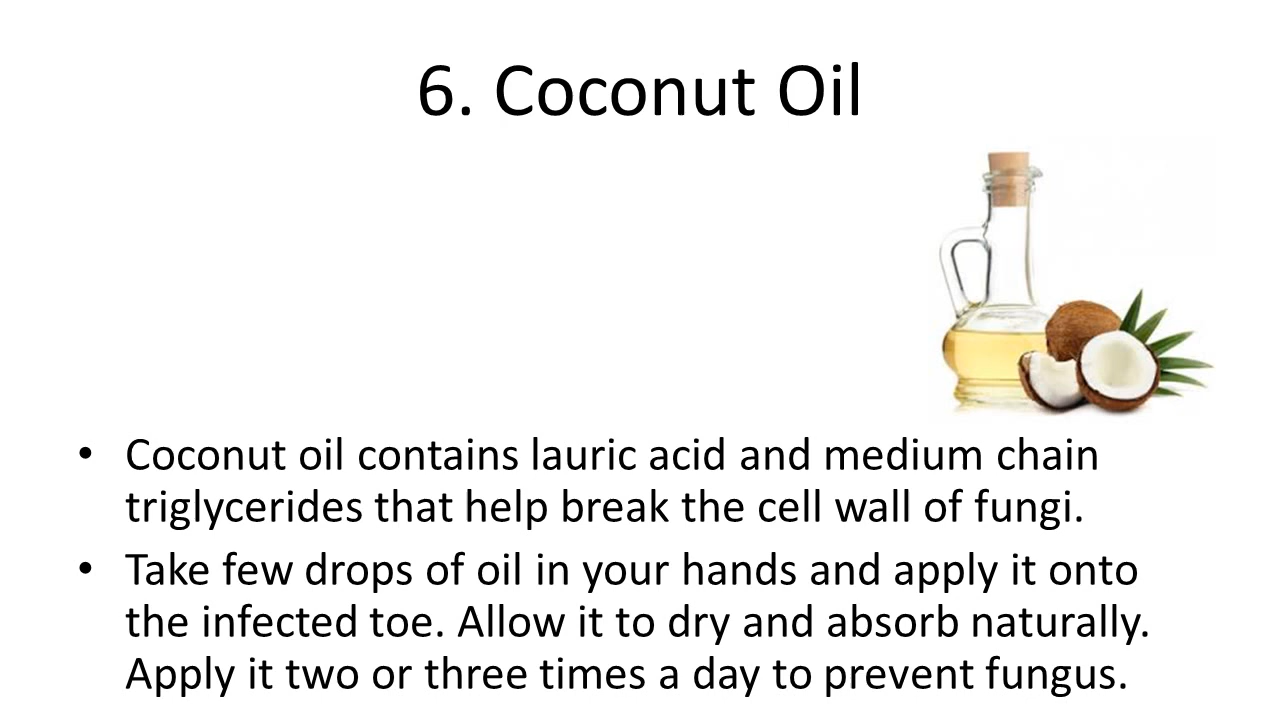 6. Coconut Oil
• Coconut oil contains lauric acid and medium chain
triglycerides that help break the cell wall of fungi.
• Take few drops of oil in your hands and apply it onto
the infected toe. Allow it to dry and absorb naturally.
Apply it two or three times a day to prevent fungus.